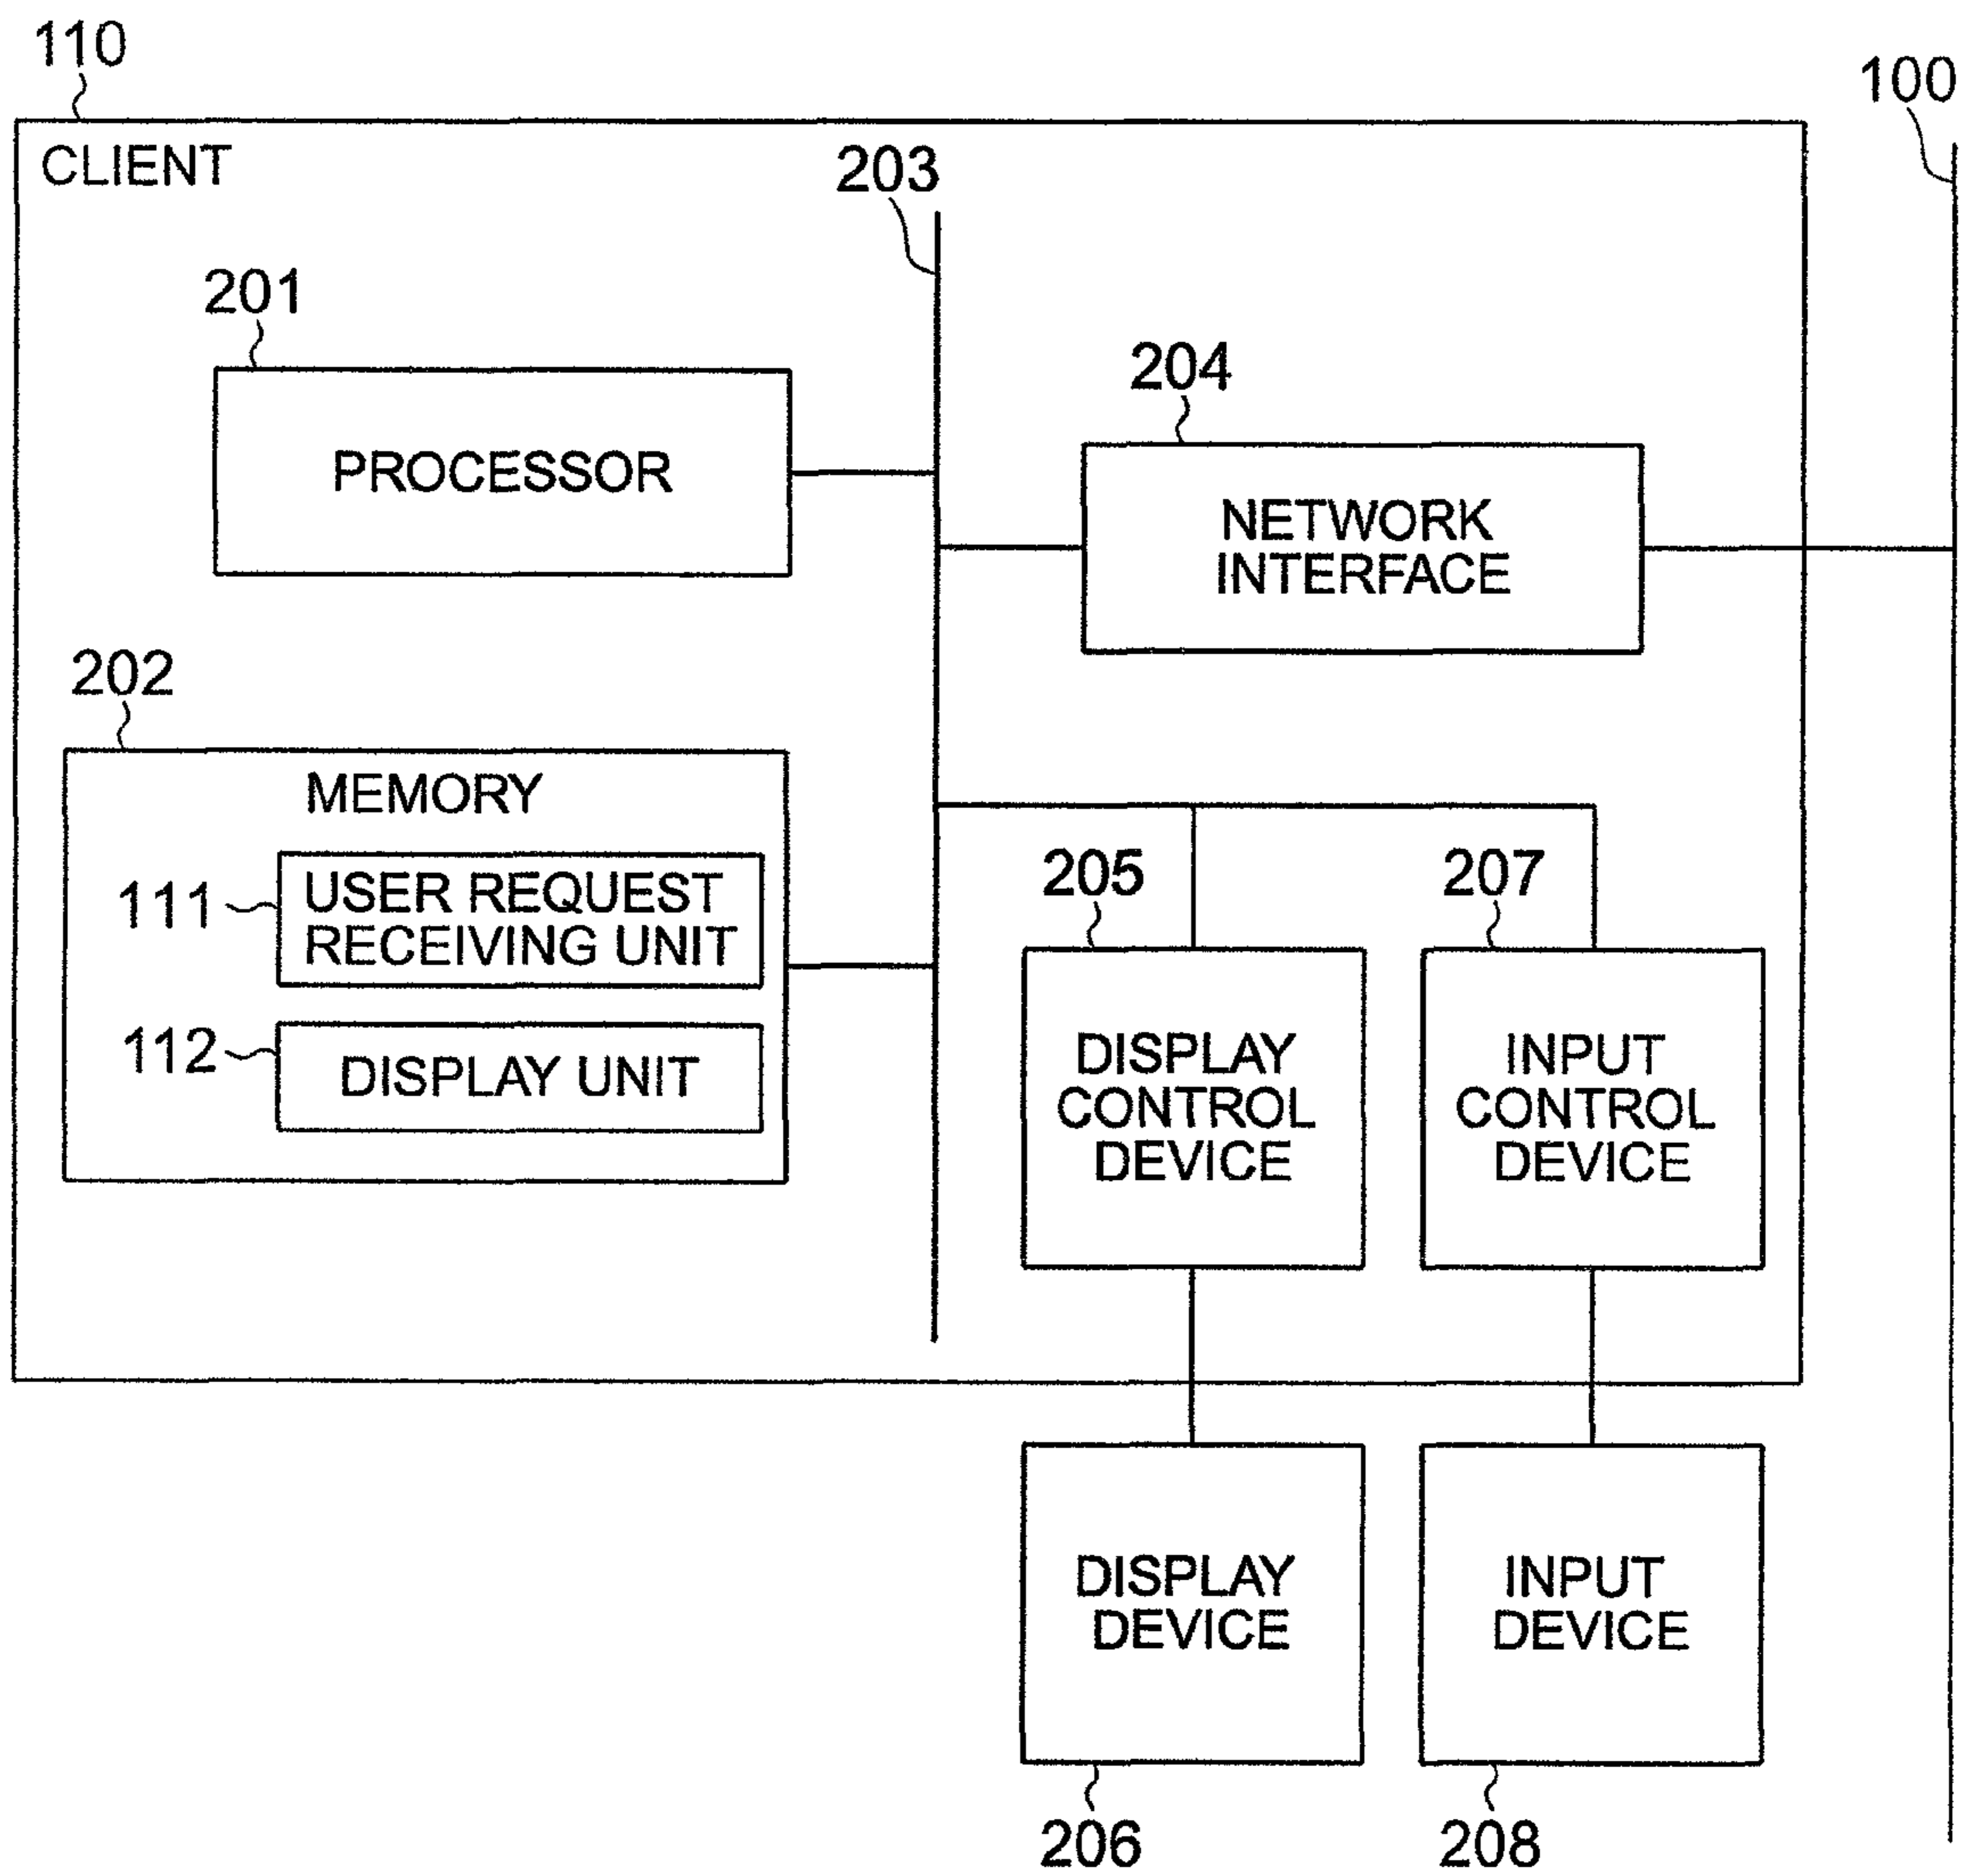 110
100
CLIENT
203
201
204
PROCESSOR
NETWORK
INTERFACE
202
MEMORY
111
USER REQUEST
RECEIVING UNIT
112
DISPLAY UNIT
205
207
DISPLAY
CONTROL
DEVICE
INPUT
CONTROL
DEVICE
DISPLAY
DEVICE
INPUT
DEVICE
206
208